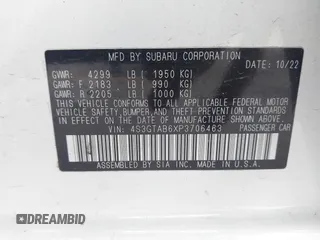 MFD. BY SUBARU CORPORATION
DATE: 10/22
GVWR: 4299 LB ( 1950 KG)
GAWR: F 2183 LB ( 990 KG)
GAWR: R 2205 LB ( 1000 KG)
THIS VEHICLE CONFORMS TO ALL APPLICABLE FEDERAL MOTOR
VEHICLE SAFETY, BUMPER, AND THEFT PREVENTION STANDARDS IN
EFFECT ON THE DATE OF MANUFACTURE SHOWN ABOVE.
VIN: 4S3GTAB6XP3706463 PASSENGER CAR
ASSEMBLED BY SIA INC. MADE IN U.S.A.
DREAMBID